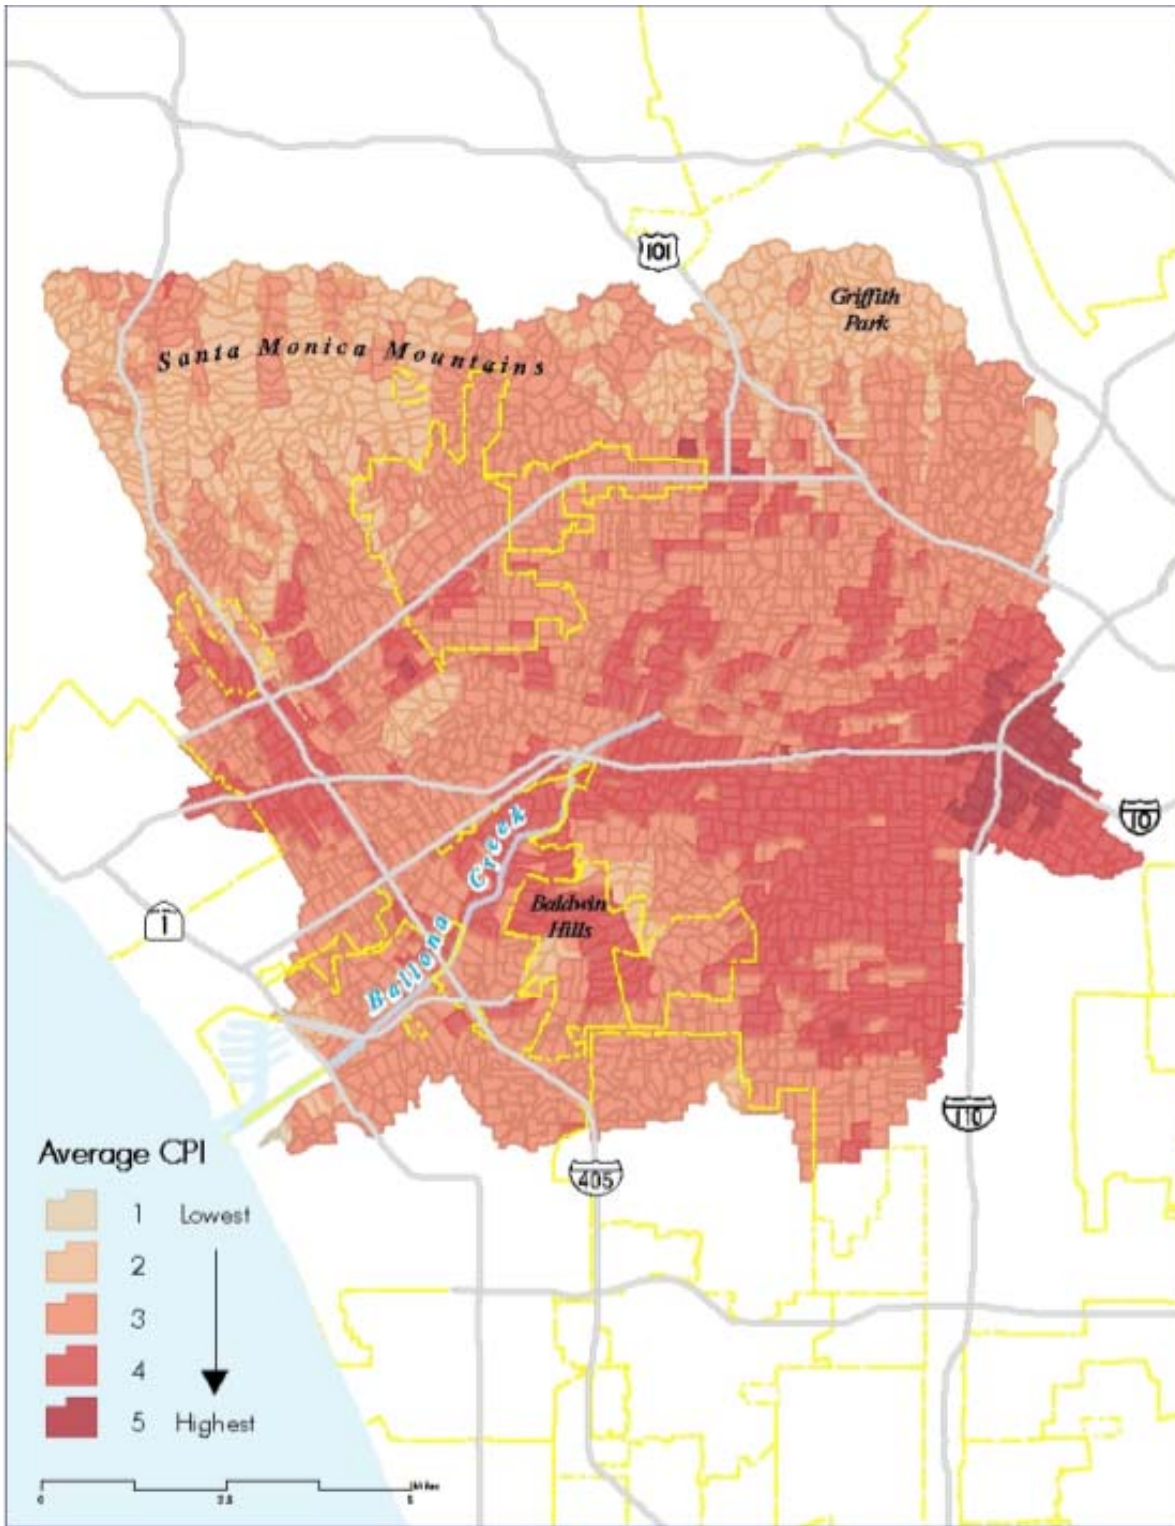 101
Griffith
Park
Santa Monica Mountains
10
Ballona Creek
Baldwin
Hills
1
110
405
Average CPI
1 Lowest
2
3
4
5 Highest
0 2.5 5 Miles